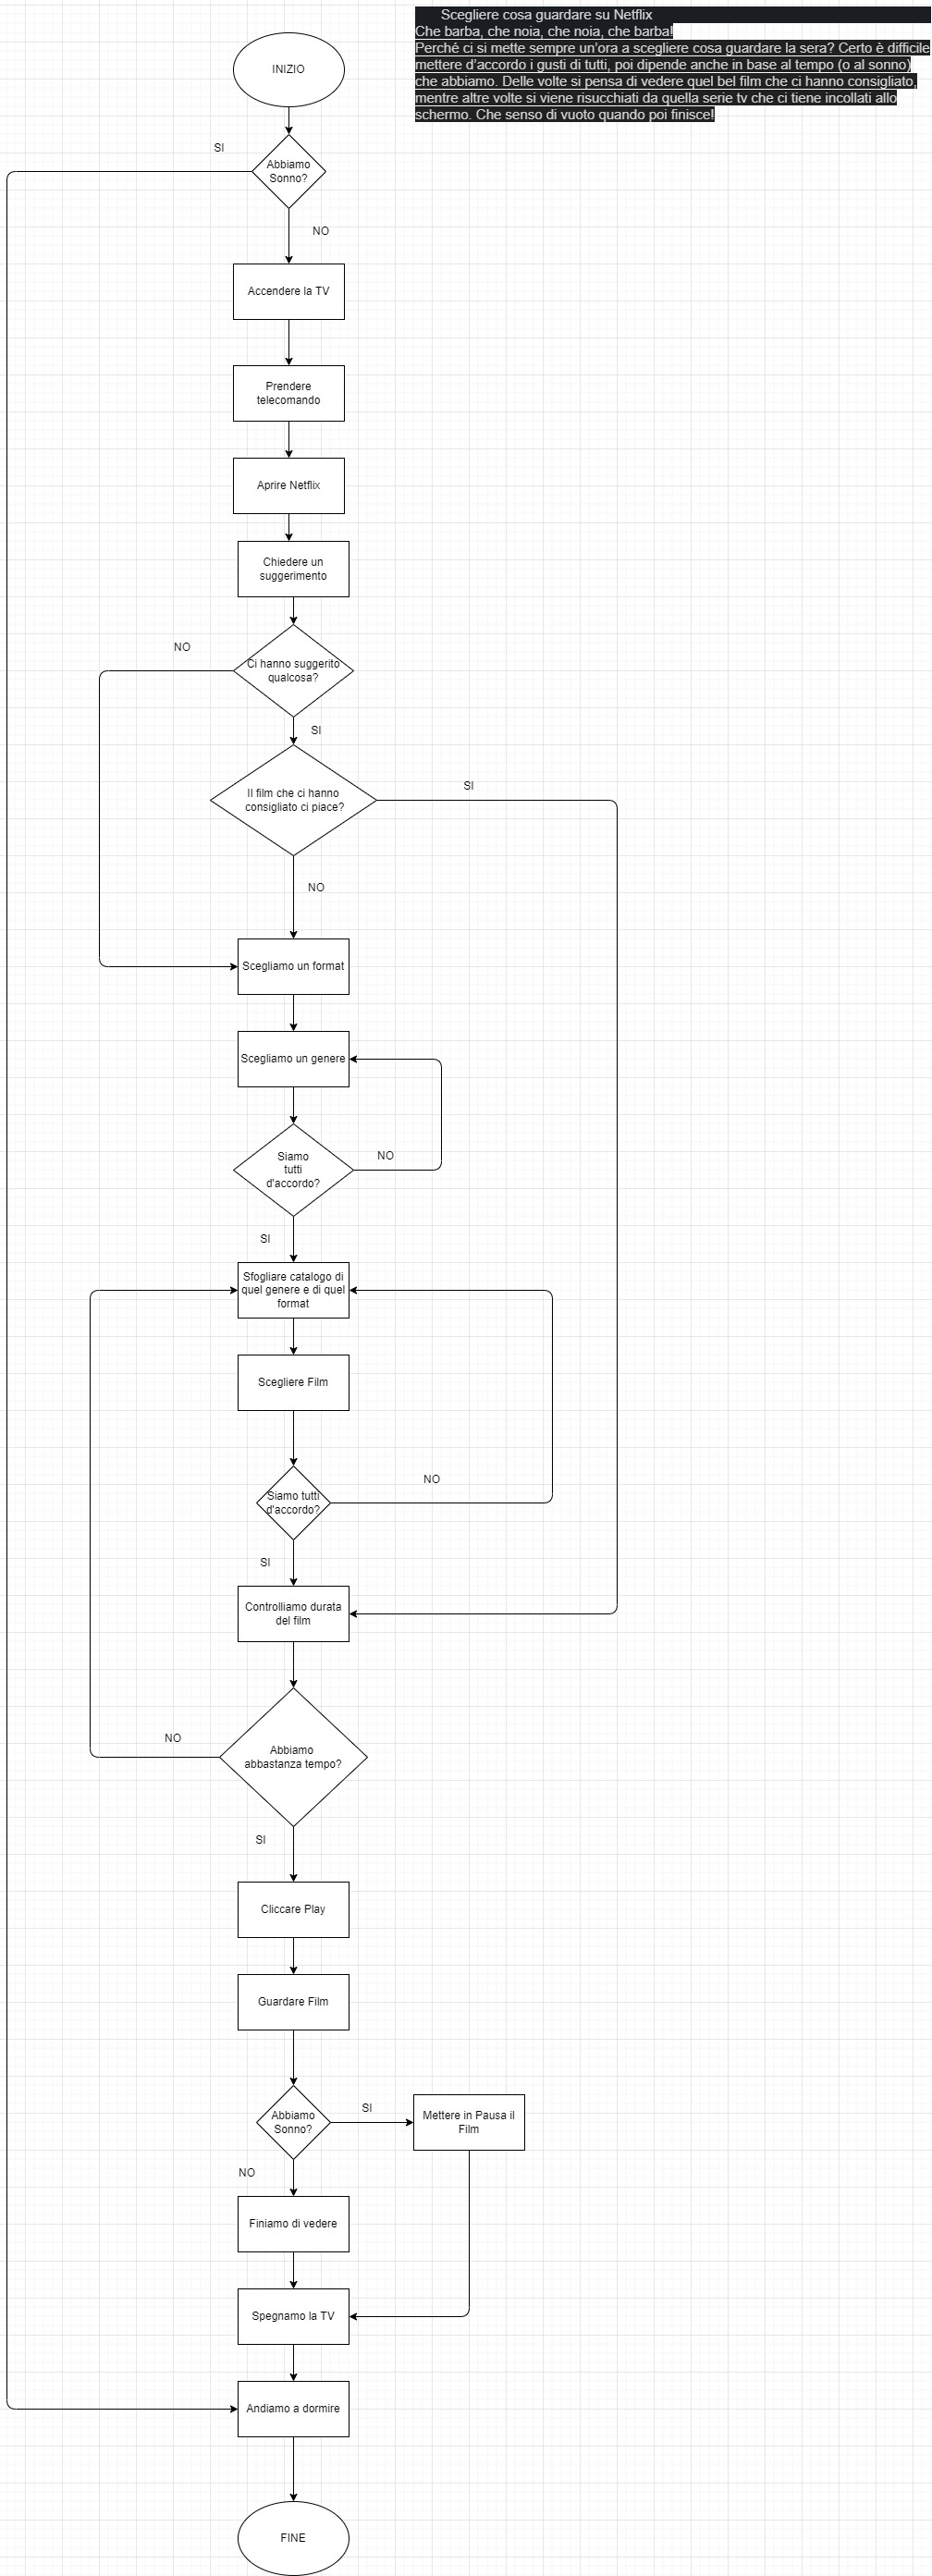 Scegliere cosa guardare su Netflix
Che barba, che noia, che noia, che barba!
Perché ci si mette sempre un'ora a scegliere cosa guardare la sera? Certo è difficile
mettere d'accordo i gusti di tutti, poi dipende anche in base al tempo (o al sonno)
che abbiamo. Delle volte si pensa di vedere quel bel film che ci hanno consigliato,
mentre altre volte si viene risucchiati da quella serie tv che ci tiene incollati allo
schermo. Che senso di vuoto quando poi finisce!
INIZIO
SI
Abbiamo
Sonno?
NO
Accendere la TV
Prendere
telecomando
Aprire Netflix
Chiedere un
suggerimento
NO
Ci hanno suggerito
qualcosa?
SI
SI
Il film che ci hanno
consigliato ci piace?
NO
Scegliamo un format
Scegliamo un genere
Siamo
tutti
d'accordo?
NO
SI
Sfogliare catalogo di
quel genere e di quel
format
Scegliere Film
NO
Siamo tutti
d'accordo?
SI
Controlliamo durata
del film
NO
Abbiamo
abbastanza tempo?
SI
Cliccare Play
Guardare Film
Abbiamo
Sonno?
SI
Mettere in Pausa il
Film
NO
Finiamo di vedere
Spegnamo la TV
Andiamo a dormire
FINE